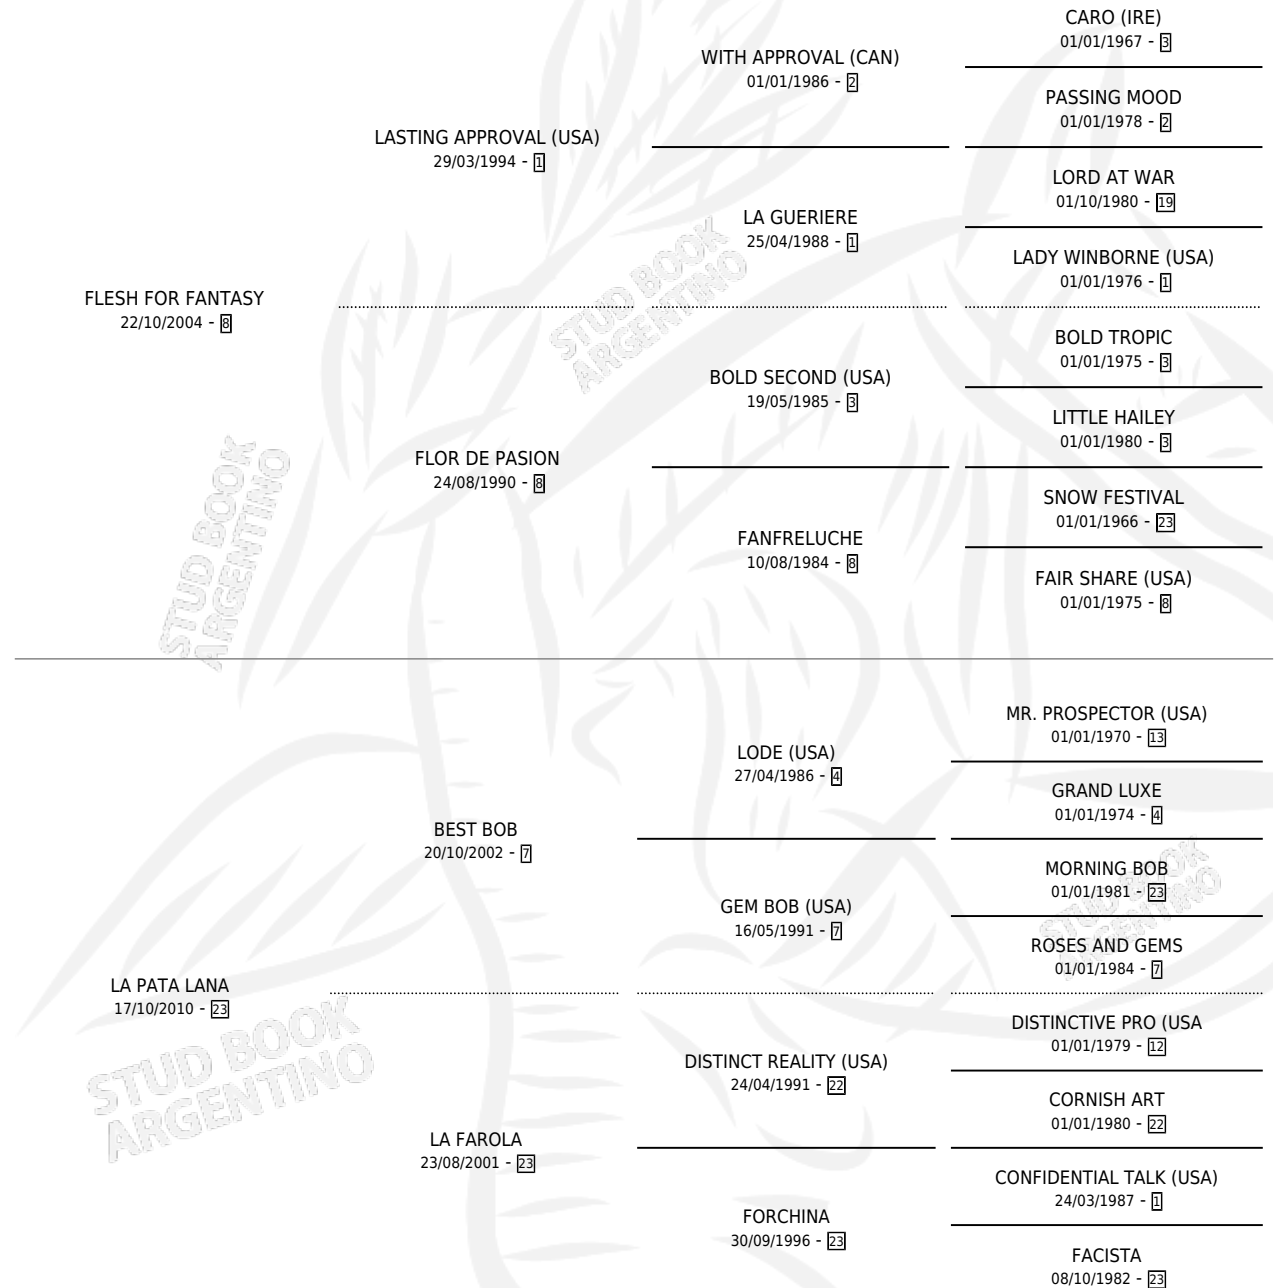 CARO (IRE)
01/01/1967 - 3
WITH APPROVAL (CAN)
01/01/1986 - 2
PASSING MOOD
01/01/1978 - 2
LASTING APPROVAL (USA)
29/03/1994 - 1
LORD AT WAR
01/10/1980 - 19
LA GUERIERE
25/04/1988 - 1
LADY WINBORNE (USA)
01/01/1976 - 1
FLESH FOR FANTASY
22/10/2004 - 8
BOLD TROPIC
01/01/1975 - 3
BOLD SECOND (USA)
19/05/1985 - 3
LITTLE HAILEY
01/01/1980 - 3
FLOR DE PASION
24/08/1990 - 8
SNOW FESTIVAL
01/01/1966 - 23
FANFRELUCHE
10/08/1984 - 8
FAIR SHARE (USA)
01/01/1975 - 8
STUD BOOK
ARGENTINO
STUD BOOK
ARGENTINO
MR. PROSPECTOR (USA)
01/01/1970 - 13
LODE (USA)
27/04/1986 - 4
GRAND LUXE
01/01/1974 - 4
BEST BOB
20/10/2002 - 7
MORNING BOB
01/01/1981 - 23
GEM BOB (USA)
16/05/1991 - 7
ROSES AND GEMS
01/01/1984 - 7
LA PATA LANA
17/10/2010 - 23
DISTINCTIVE PRO (USA
01/01/1979 - 12
DISTINCT REALITY (USA)
24/04/1991 - 22
CORNISH ART
01/01/1980 - 22
LA FAROLA
23/08/2001 - 23
CONFIDENTIAL TALK (USA)
24/03/1987 - 1
FORCHINA
30/09/1996 - 23
FACISTA
08/10/1982 - 23
STUD BOOK
ARGENTINO
STUD BOOK
ARGENTINO